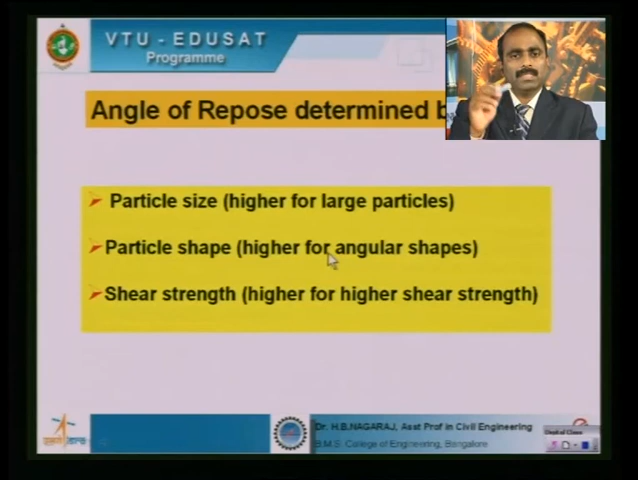 VTU - EDUSAT
Programme
Angle of Repose determined b
Particle size (higher for large particles)
Particle shape (higher for angular shapes)
Shear strength (higher for higher shear strength)
Dr. H.B.NAGARAJ, Asst Prof in Civil Engineering
B.M.S. College of Engineering, Bangalore